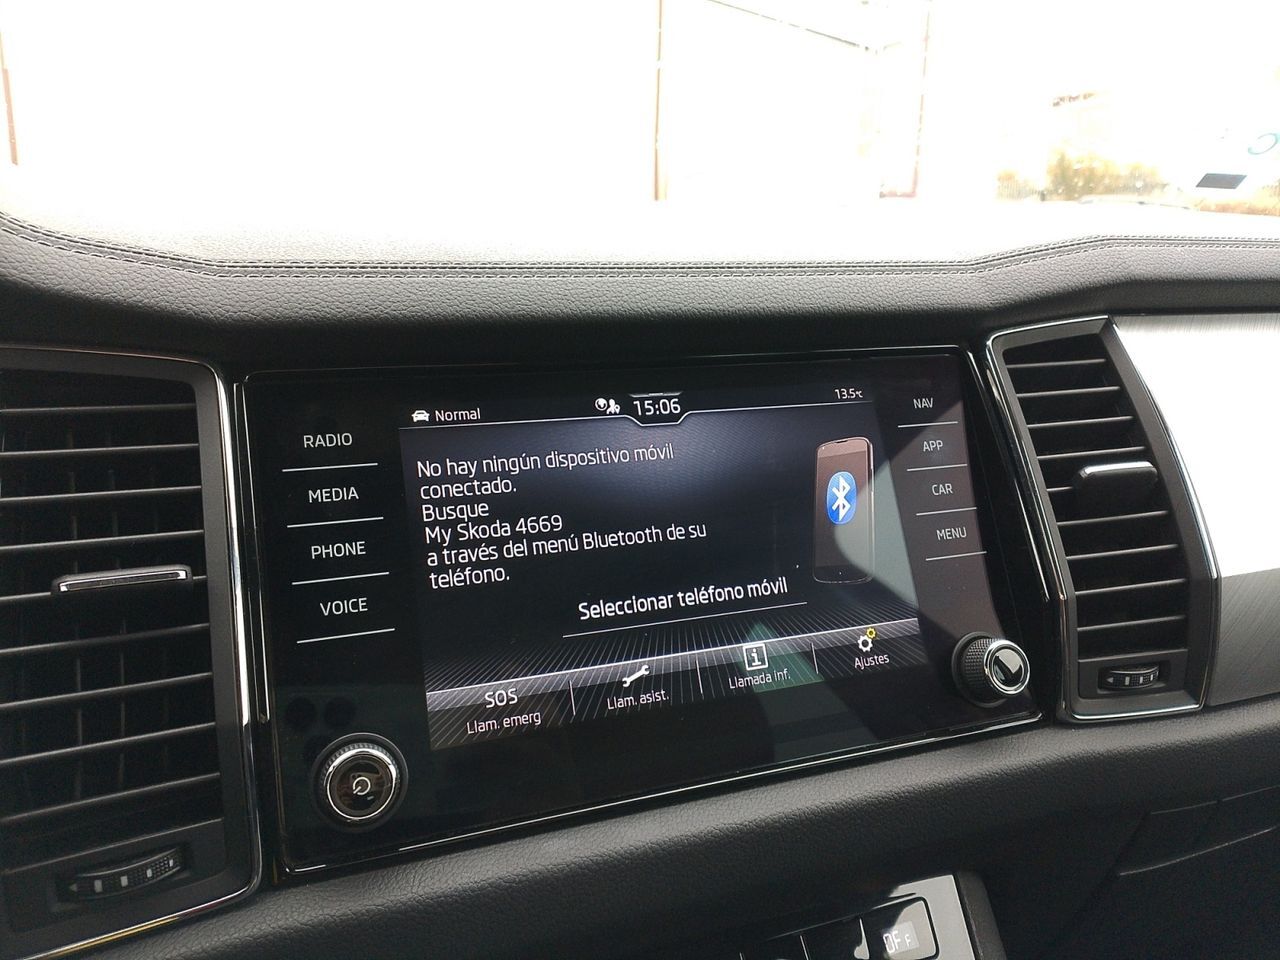 Normal
15:06
13.5°C
RADIO
MEDIA
PHONE
VOICE
No hay ningún dispositivo móvil
conectado.
Busque
My Skoda 4669
a través del menú Bluetooth de su
teléfono.
Seleccionar teléfono móvil
SOS
Llam. emerg
Llam. asist.
i
Llamada inf.
Ajustes
NAV
APP
CAR
MENU
OFF